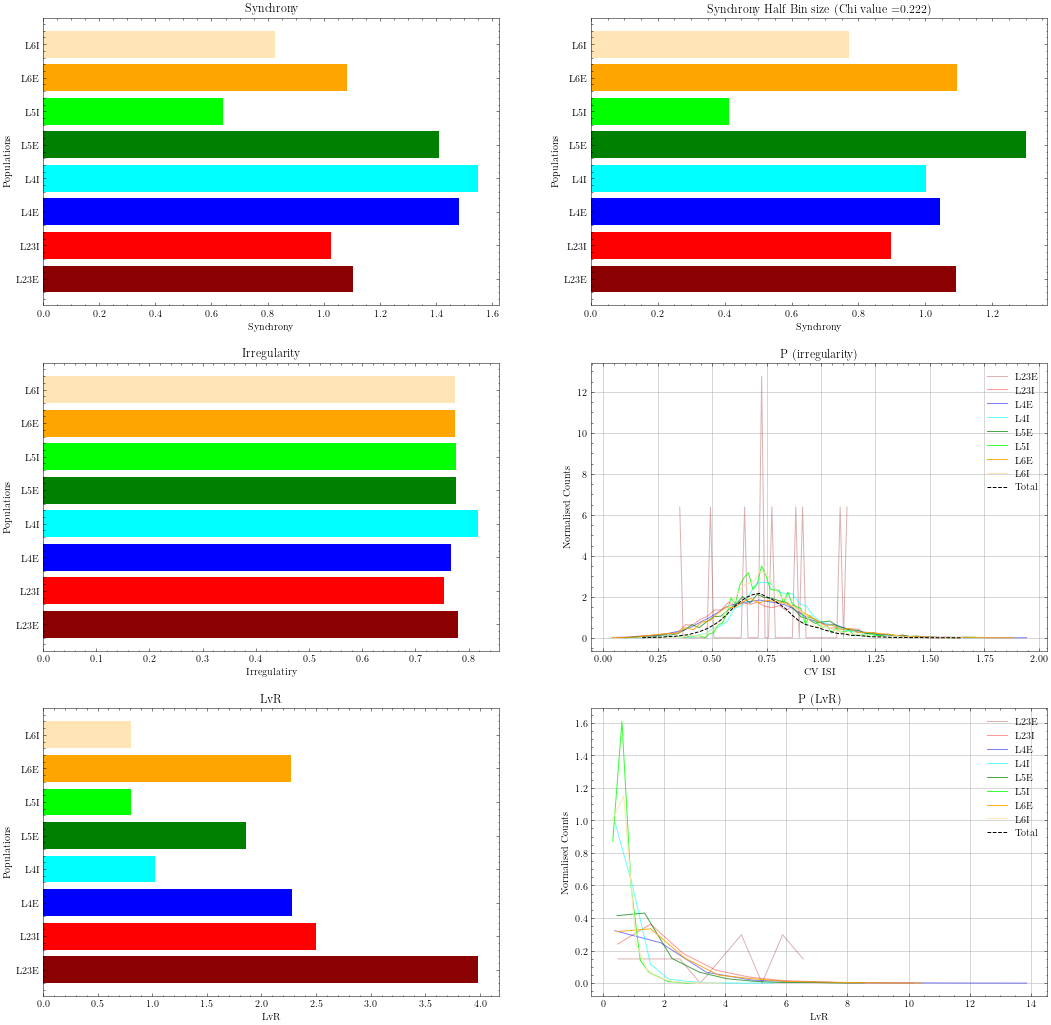 Synchrony
L6I
L6E
L5I
L5E
L4I
L4E
L23I
L23E
Populations
0.0 0.2 0.4 0.6 0.8 1.0 1.2 1.4 1.6
Synchrony
Synchrony Half Bin size (Chi value =0.222)
L6I
L6E
L5I
L5E
L4I
L4E
L23I
L23E
Populations
0.0 0.2 0.4 0.6 0.8 1.0 1.2
Synchrony
Irregularity
L6I
L6E
L5I
L5E
L4I
L4E
L23I
L23E
Populations
0.0 0.1 0.2 0.3 0.4 0.5 0.6 0.7 0.8
Irregulatiry
P (irregularity)
12
10
8
6
4
2
0
Normalised Counts
L23E
L23I
L4E
L4I
L5E
L5I
L6E
L6I
Total
0.00 0.25 0.50 0.75 1.00 1.25 1.50 1.75 2.00
CV ISI
LvR
L6I
L6E
L5I
L5E
L4I
L4E
L23I
L23E
Populations
0.0 0.5 1.0 1.5 2.0 2.5 3.0 3.5 4.0
LvR
P (LvR)
1.6
1.4
1.2
1.0
0.8
0.6
0.4
0.2
0.0
Normalised Counts
L23E
L23I
L4E
L4I
L5E
L5I
L6E
L6I
Total
0 2 4 6 8 10 12 14
LvR